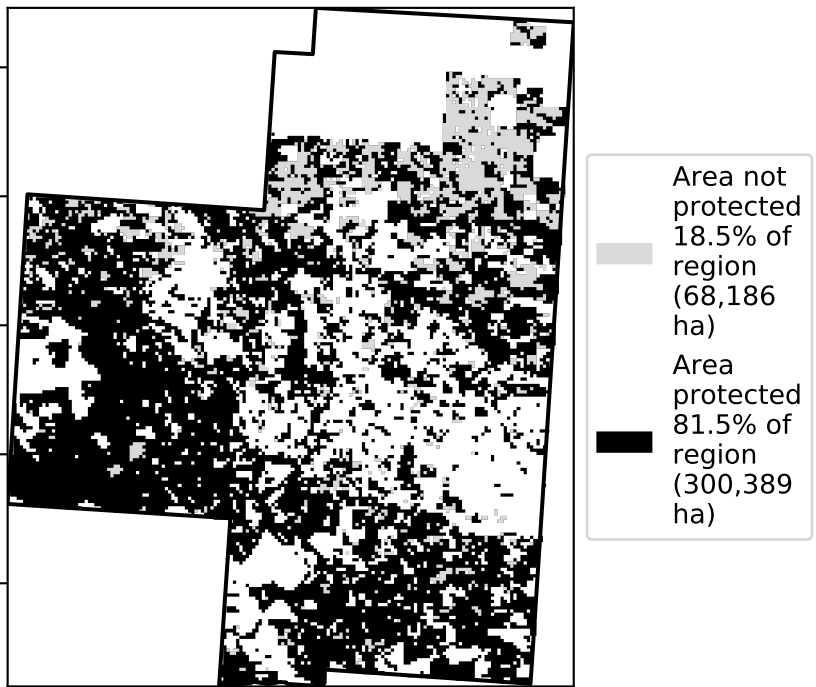 Area not
protected
18.5% of
region
(68,186
ha)
Area
protected
81.5% of
region
(300,389
ha)